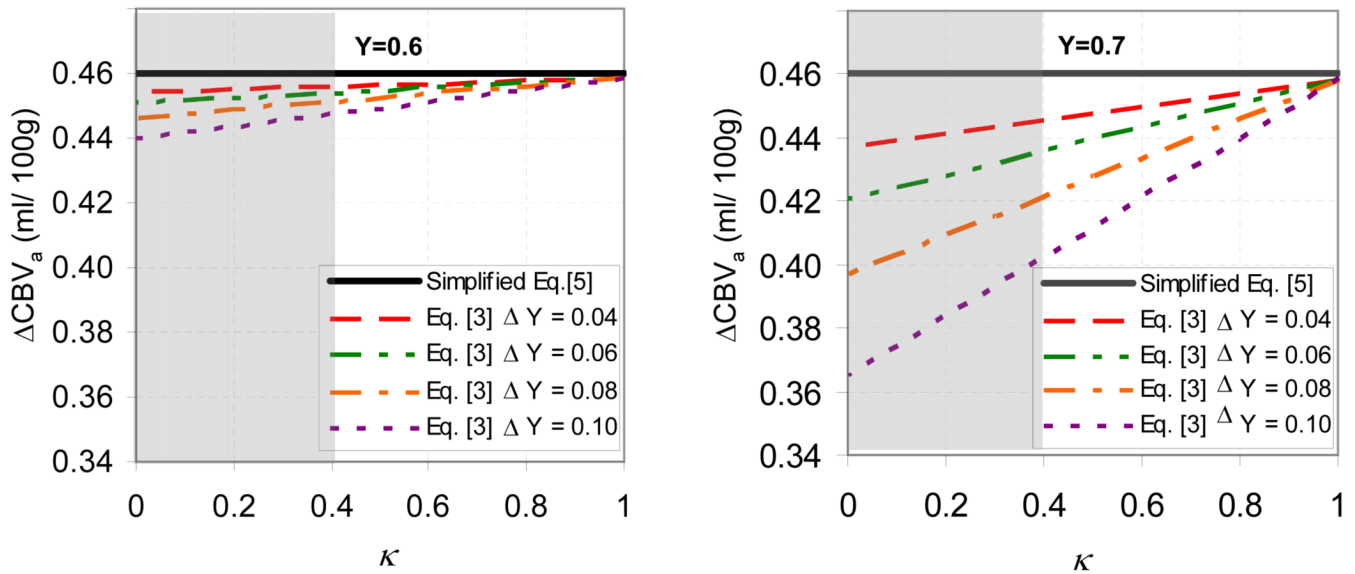 Y=0.6
0.46
0.44
0.42
0.40
0.38
0.36
0.34
ΔCBVa (ml/ 100g)
Simplified Eq.[5]
Eq. [3] Δ Y = 0.04
Eq. [3] Δ Y = 0.06
Eq. [3] Δ Y = 0.08
Eq. [3] Δ Y = 0.10
0 0.2 0.4 0.6 0.8 1
κ
Y=0.7
0.46
0.44
0.42
0.40
0.38
0.36
0.34
ΔCBVa (ml/ 100g)
Simplified Eq. [5]
Eq. [3] Δ Y = 0.04
Eq. [3] Δ Y = 0.06
Eq. [3] Δ Y = 0.08
Eq. [3] Δ Y = 0.10
0 0.2 0.4 0.6 0.8 1
κ